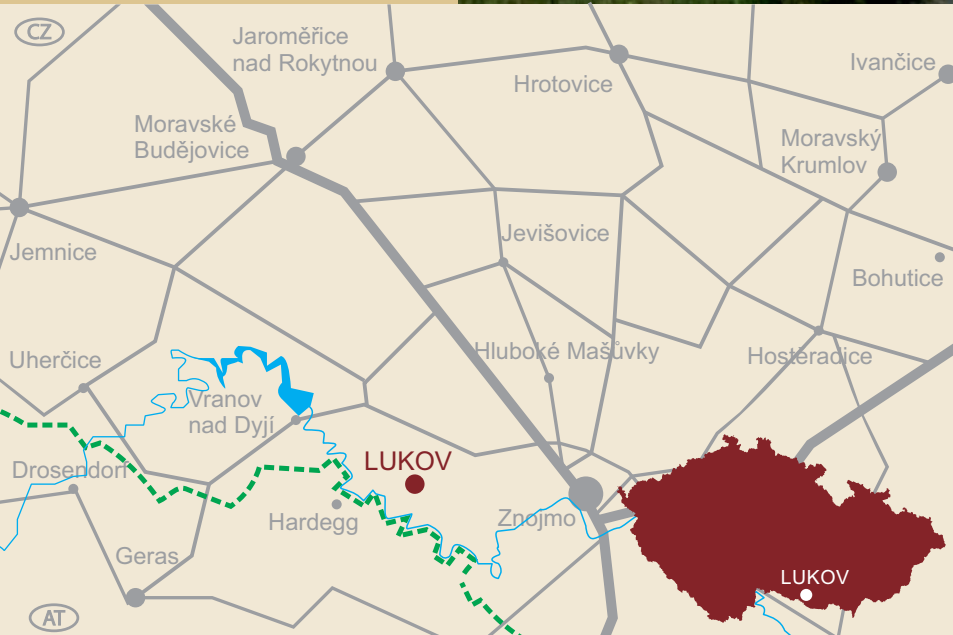 CZ
Jaroměřice
nad Rokytnou
Hrotovice
Ivančice
Moravské
Budějovice
Moravský
Krumlov
Jemnice
Jevišovice
Bohutice
Uherčice
Hluboké Mašůvky
Hostěradice
Vranov
nad Dyjí
Drosendorf
LUKOV
Hardegg
Znojmo
Geras
LUKOV
AT